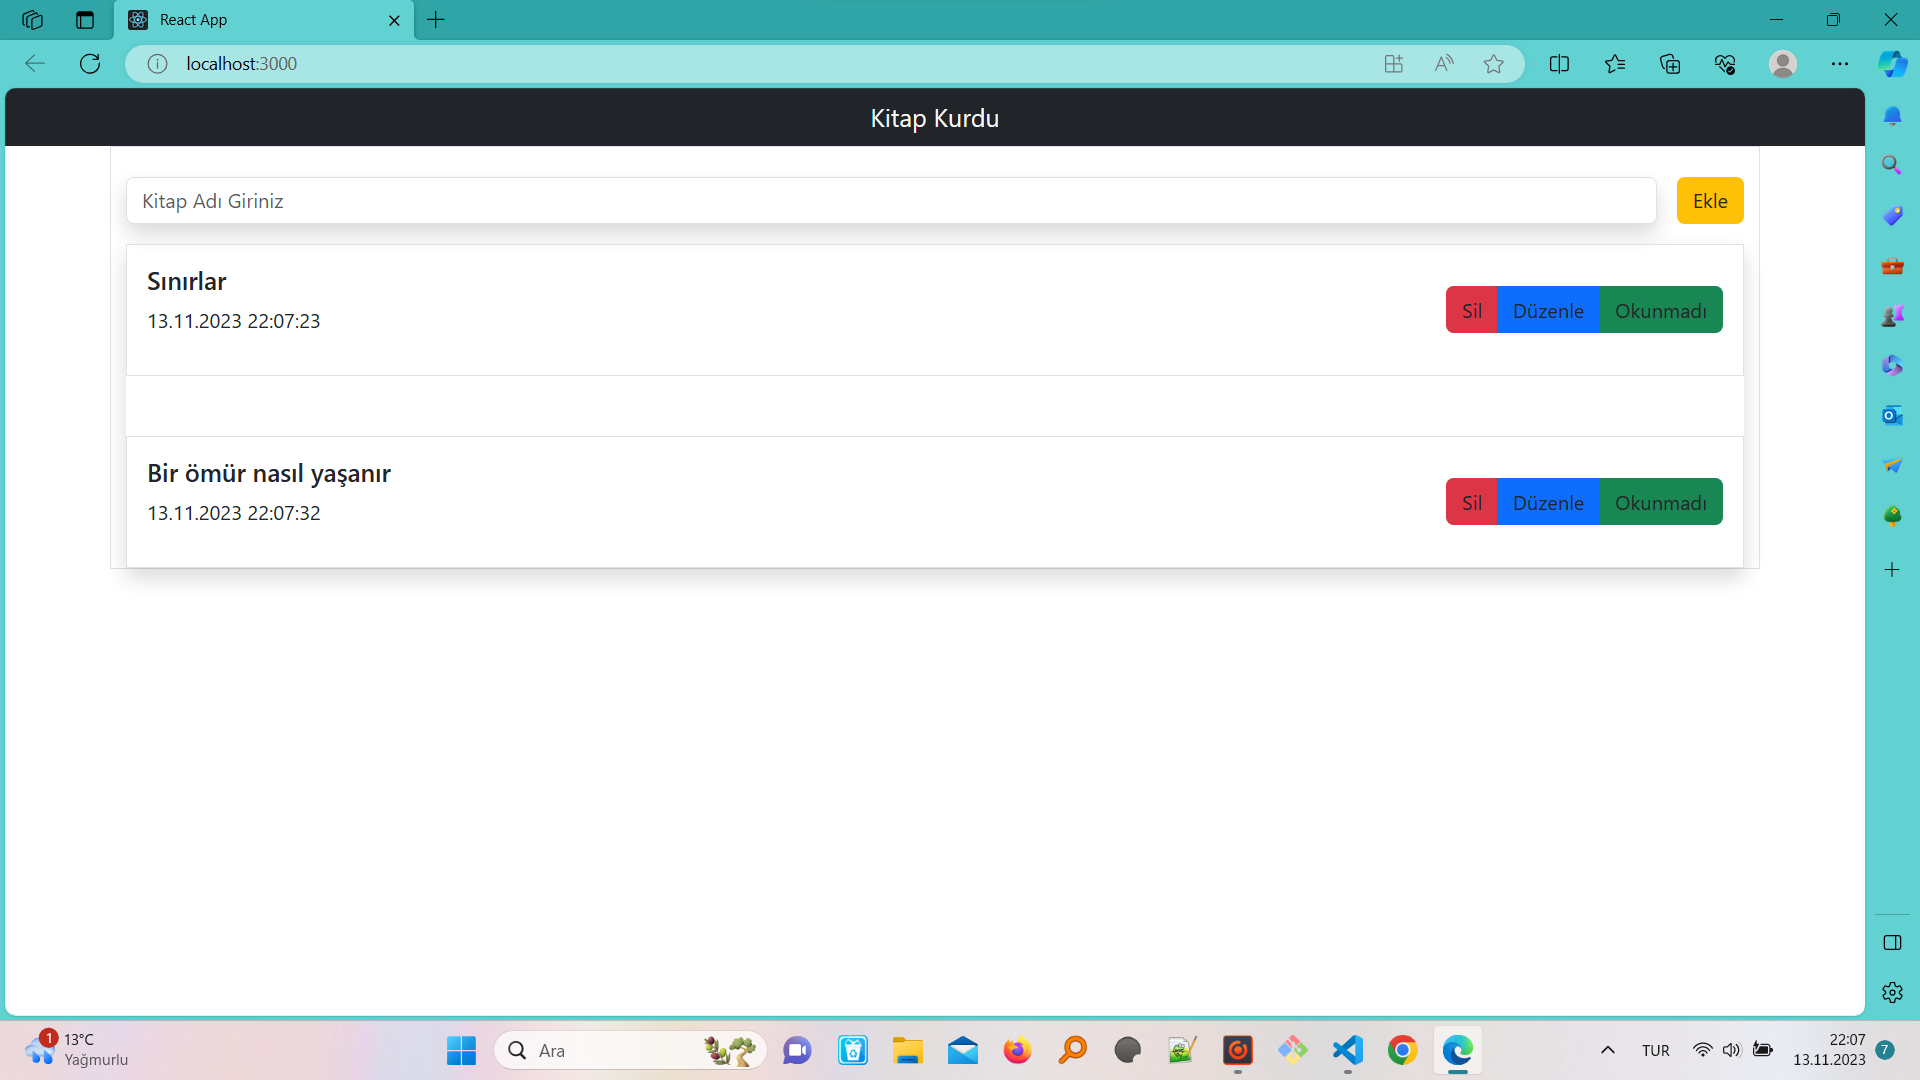 React App
localhost:3000
Kitap Kurdu
Kitap Adı Giriniz
Ekle
Sınırlar
13.11.2023 22:07:23
Sil Düzenle Okunmadı
Bir ömür nasıl yaşanır
13.11.2023 22:07:32
Sil Düzenle Okunmadı
1
13°C
Yağmurlu
Ara
TUR
22:07
13.11.2023
7